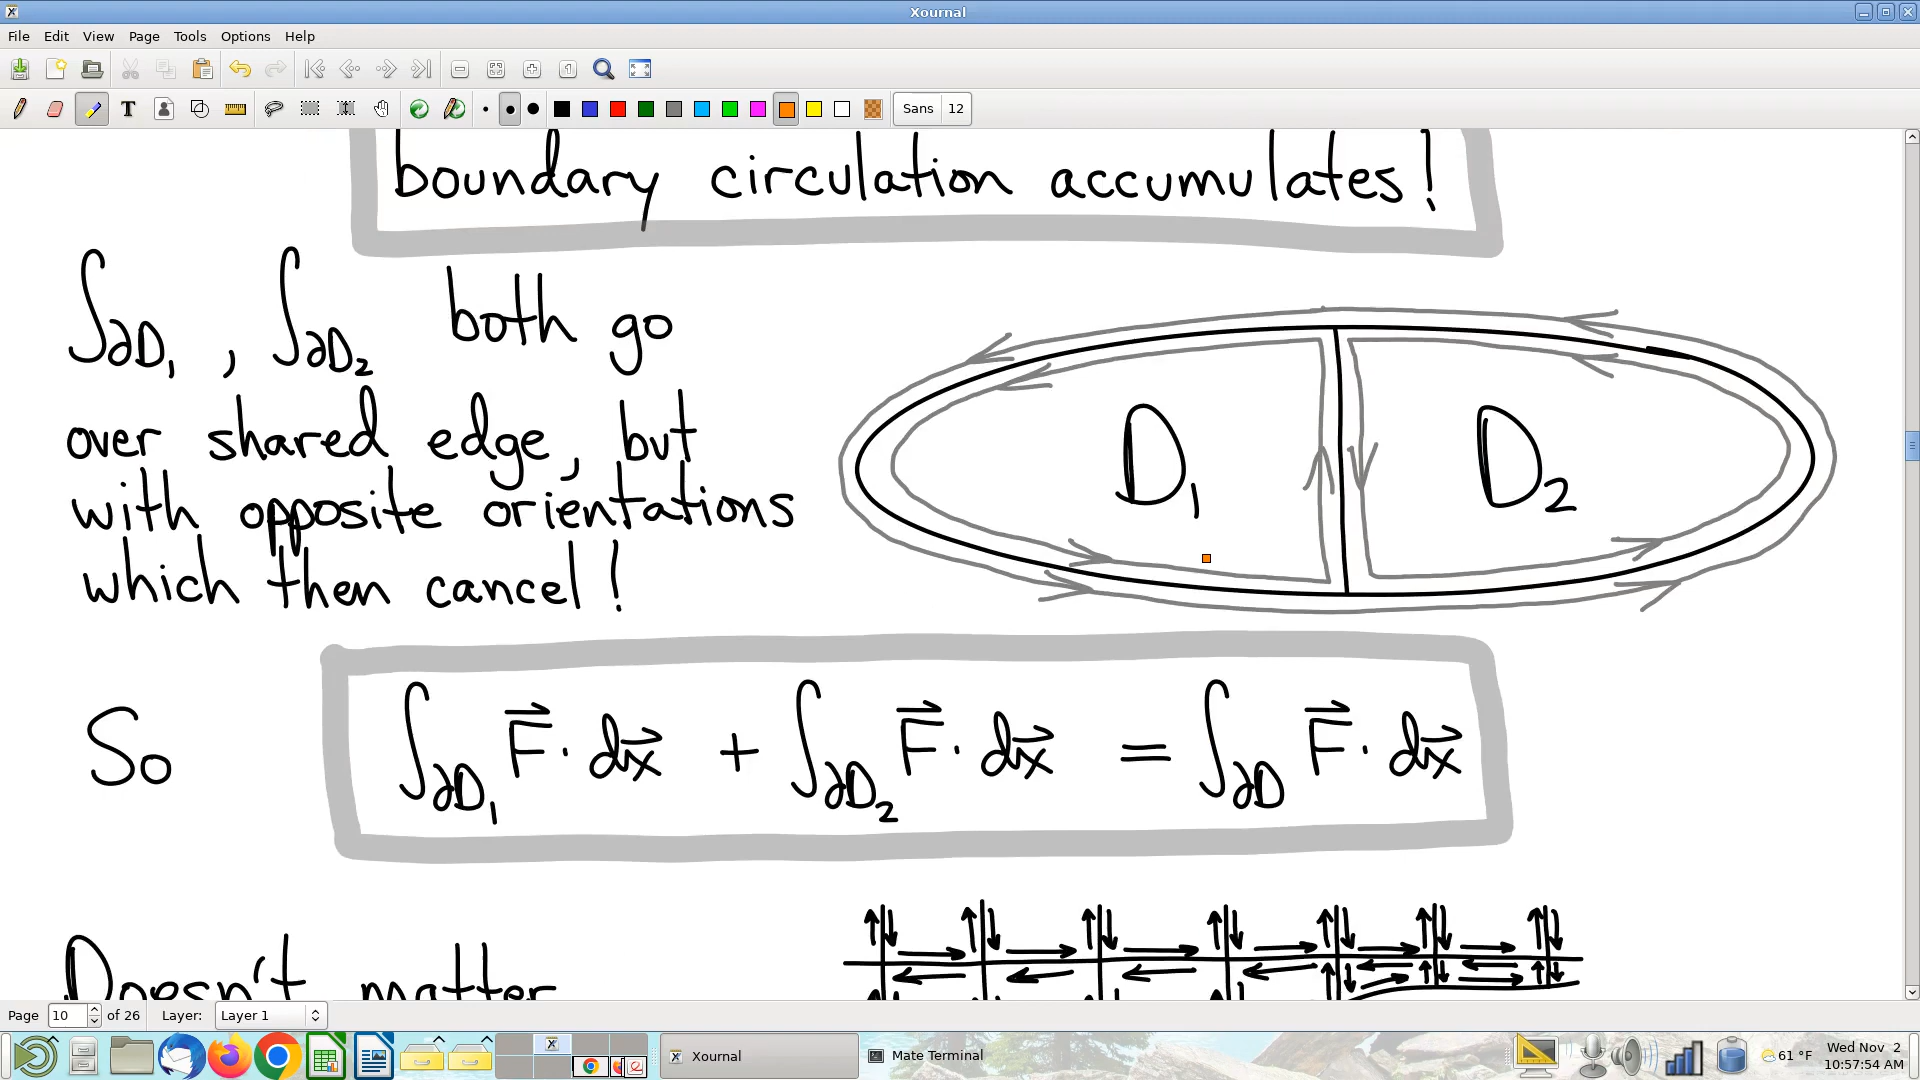 Xournal
File Edit View Page Tools Options Help
Sans 12
boundary circulation accumulates!
∫∂D₁ , ∫∂D₂ both go
over shared edge, but
with opposite orientations
which then cancel!
D₁ D₂
So ∫∂D₁ F⃗ · dx⃗ + ∫∂D₂ F⃗ · dx⃗ = ∫∂D F⃗ · dx⃗
Doesn't matter
Page 10 of 26 Layer: Layer 1
Xournal Mate Terminal 61 °F Wed Nov 2
10:57:54 AM